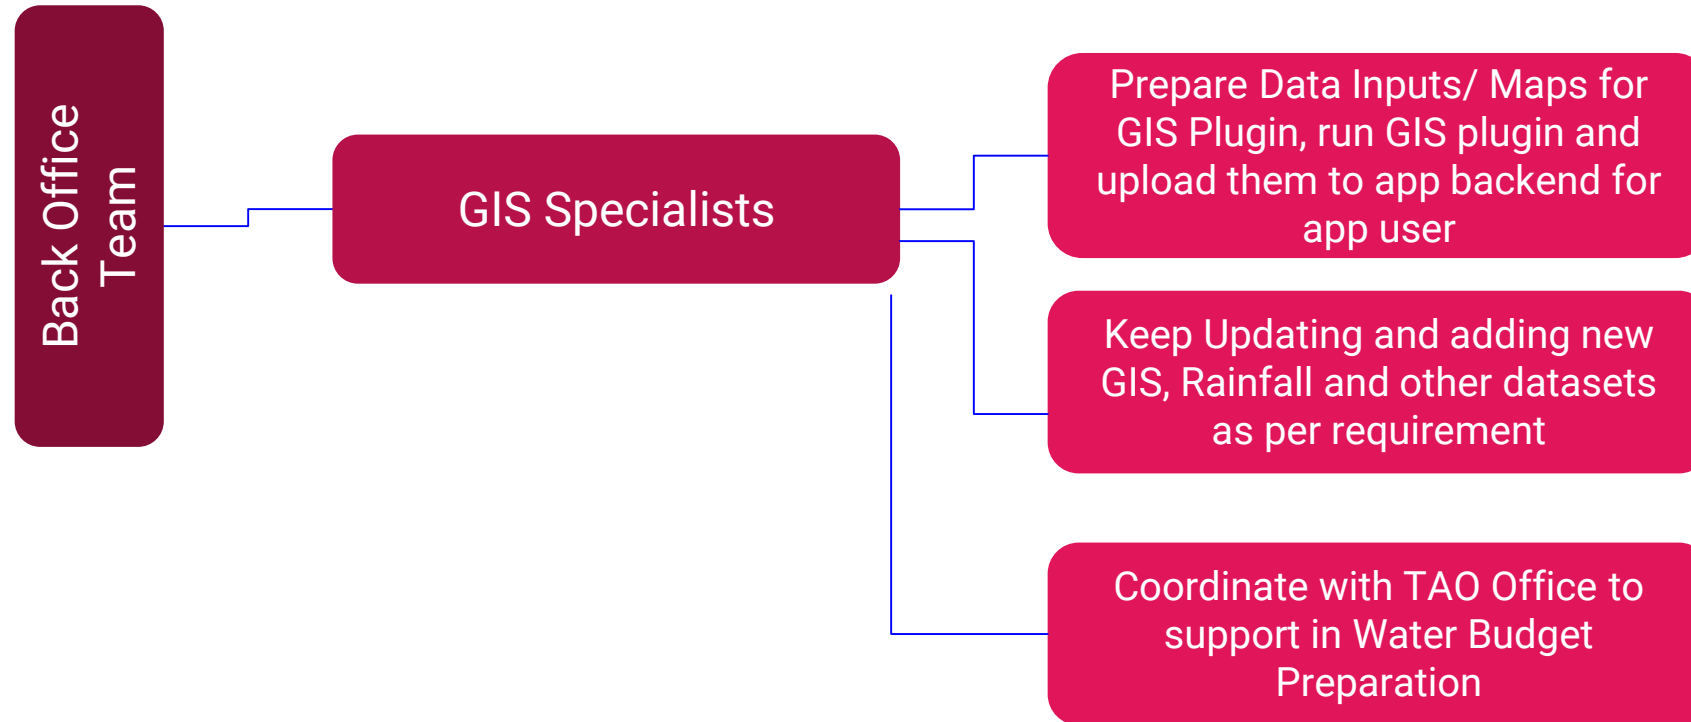 Back Office
Team
GIS Specialists
Prepare Data Inputs/ Maps for
GIS Plugin, run GIS plugin and
upload them to app backend for
app user
Keep Updating and adding new
GIS, Rainfall and other datasets
as per requirement
Coordinate with TAO Office to
support in Water Budget
Preparation